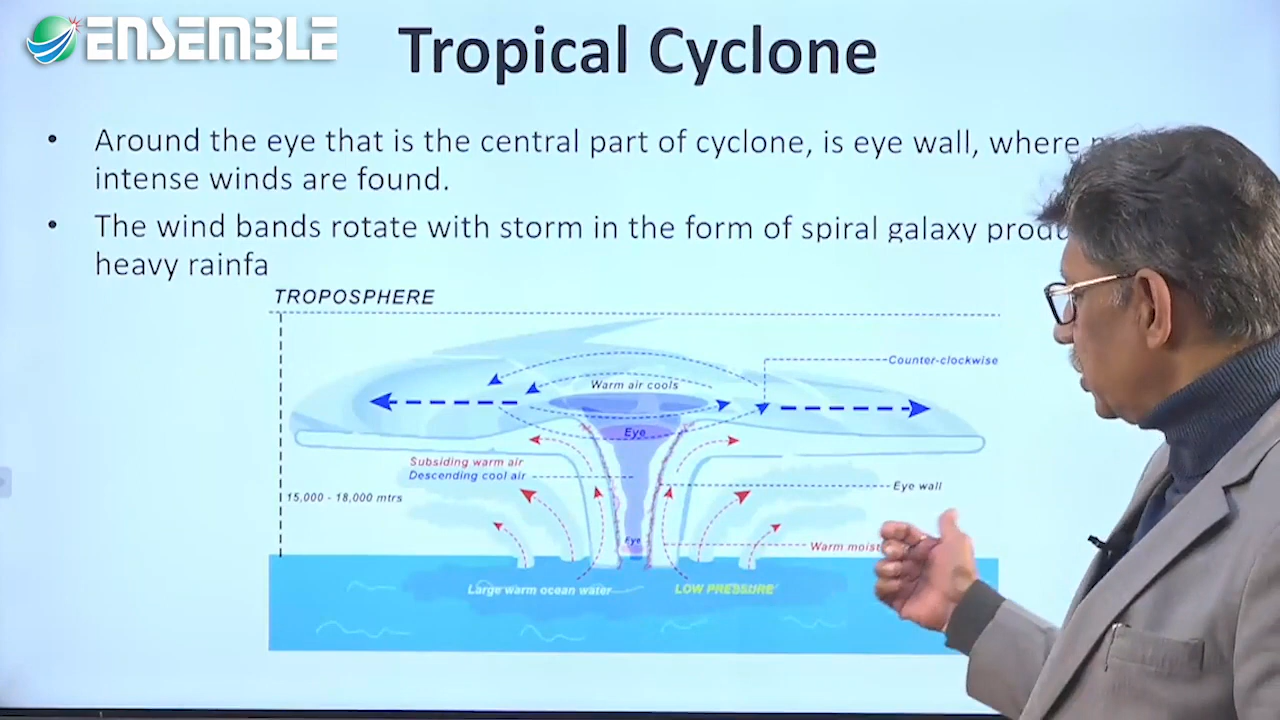 ENSEMBLE
Tropical Cyclone
• Around the eye that is the central part of cyclone, is eye wall, where
intense winds are found.
• The wind bands rotate with storm in the form of spiral galaxy
heavy rainfa
TROPOSPHERE
Counter-clockwise
Warm air cools
Eye
Subsiding warm air
Descending cool air
Eye wall
15,000 - 18,000 mtrs
Eye
Warm moist
Large warm ocean water
LOW PRESSURE